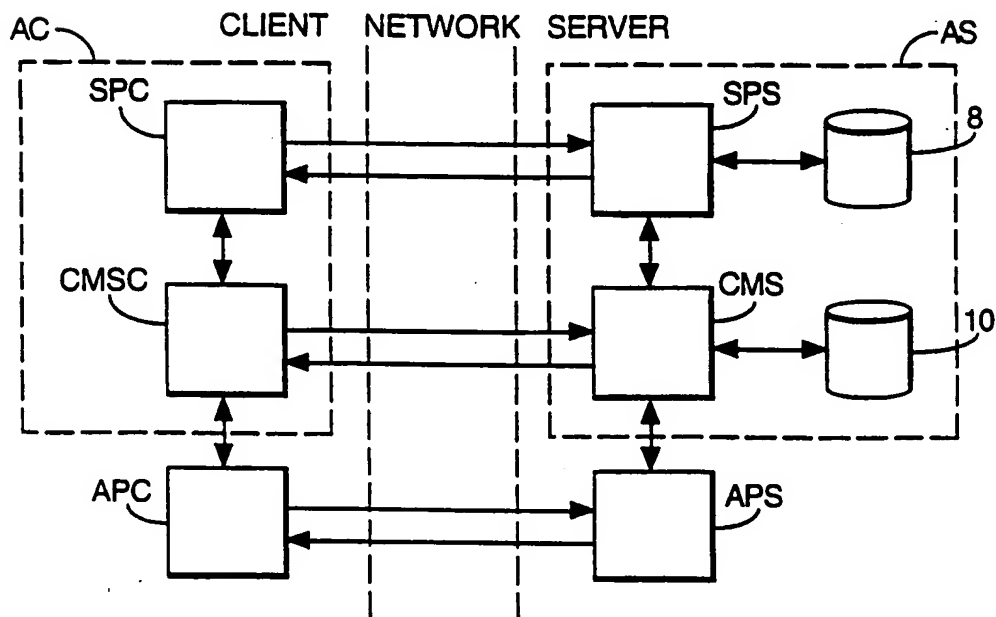 AC CLIENT NETWORK SERVER AS
SPC SPS 8
CMSC CMS 10
APC APS